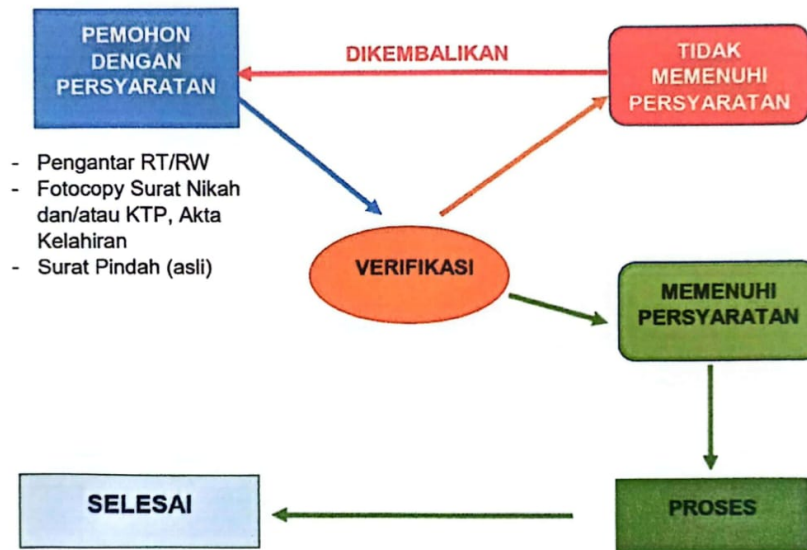 PEMOHON
DENGAN
PERSYARATAN
DIKEMBALIKAN
TIDAK
MEMENUHI
PERSYARATAN
- Pengantar RT/RW
- Fotocopy Surat Nikah
dan/atau KTP, Akta
Kelahiran
- Surat Pindah (asli)
VERIFIKASI
MEMENUHI
PERSYARATAN
SELESAI
PROSES